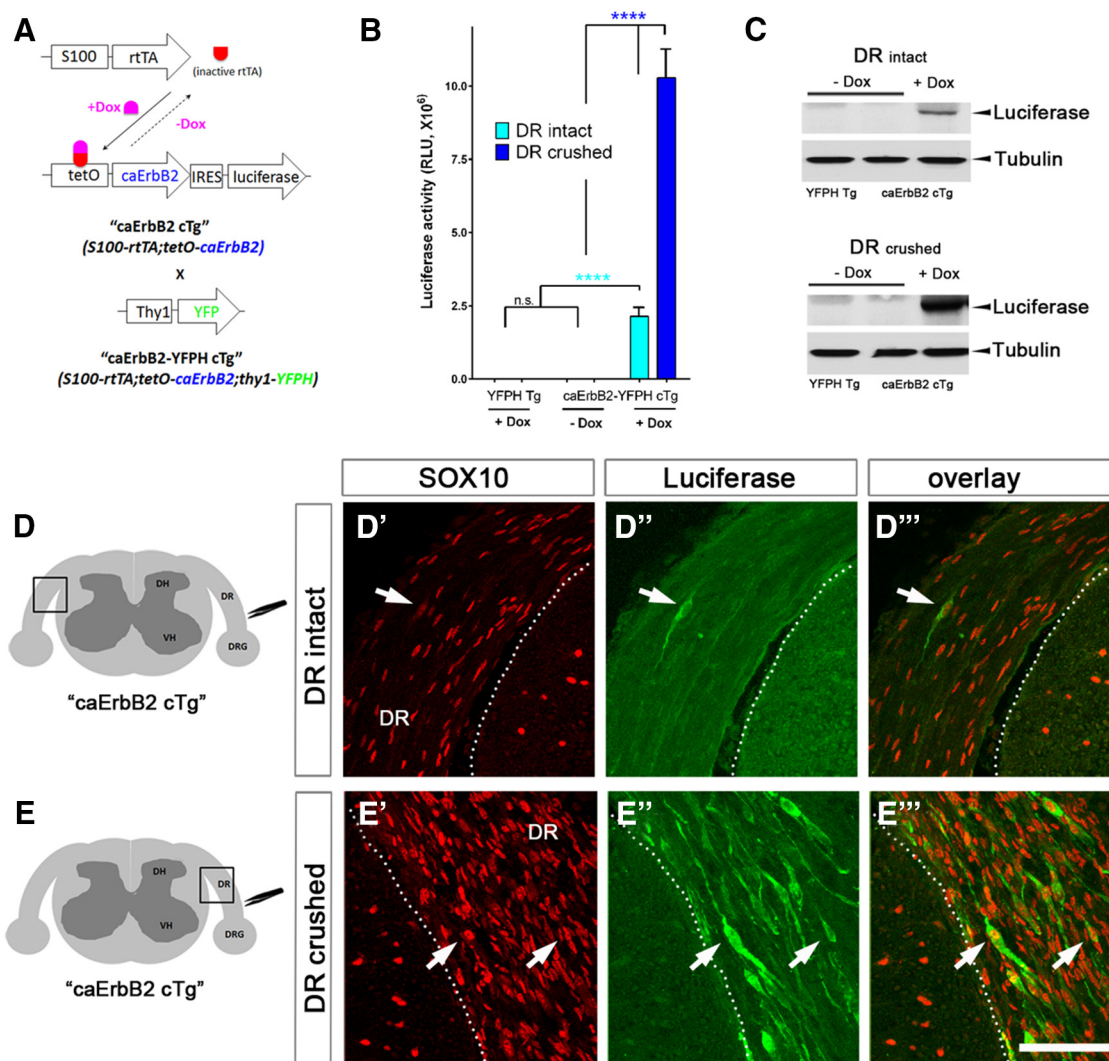 A
S100
rtTA
(inactive rtTA)
+Dox
-Dox
tetO
caErbB2
IRES
luciferase
“caErbB2 cTg”
(S100-rtTA;tetO-caErbB2)
X
Thy1
YFP
“caErbB2-YFPH cTg”
(S100-rtTA;tetO-caErbB2;thy1-YFPH)
B
Luciferase activity (RLU, X10⁶)
10.0
7.5
5.0
2.5
0.0
****
DR intact
DR crushed
****
n.s.
YFPH Tg
caErbB2-YFPH cTg
+ Dox
- Dox
+ Dox
C
DR intact
- Dox
+ Dox
Luciferase
Tubulin
YFPH Tg
caErbB2 cTg
DR crushed
- Dox
+ Dox
Luciferase
Tubulin
YFPH Tg
caErbB2 cTg
SOX10
Luciferase
overlay
D
DH
VH
DR
DRG
“caErbB2 cTg”
DR intact
D’
DR
D’’
D’’’
E
DH
VH
DR
DRG
“caErbB2 cTg”
DR crushed
E’
DR
E’’
E’’’